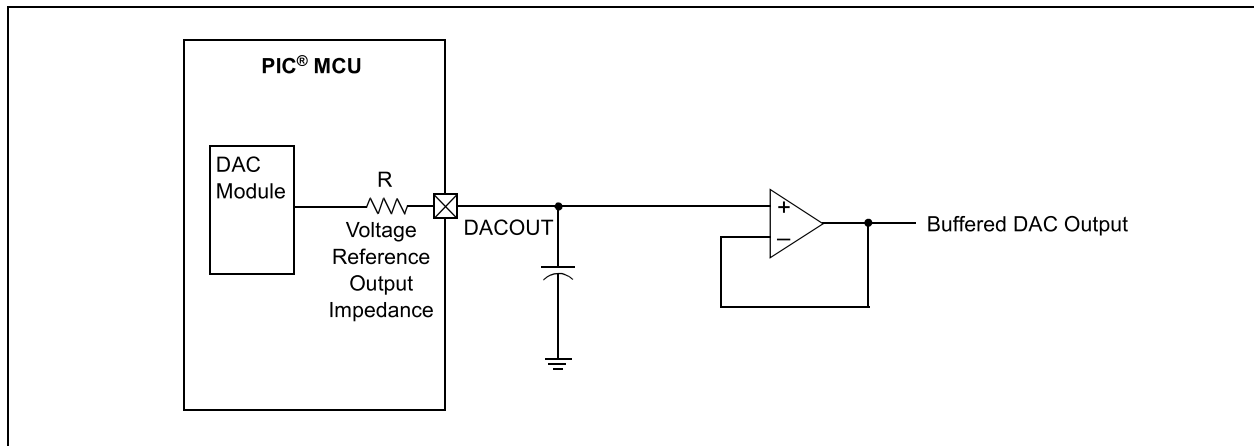 PIC® MCU
DAC
Module
R
Voltage
Reference
Output
Impedance
DACOUT
+
–
Buffered DAC Output